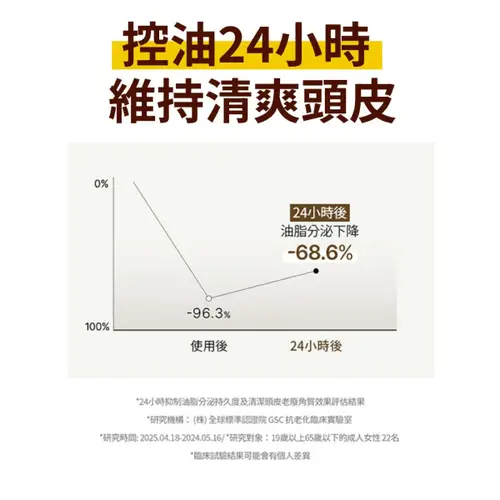 控油24小時
維持清爽頭皮
0%
24小時後
油脂分泌下降
-68.6%
-96.3%
100%
使用後
24小時後
*24小時抑制油脂分泌持久度及清潔頭皮老廢角質效果評估結果
*研究機構： (株) 全球標準認證院 GSC 抗老化臨床實驗室
*研究時間: 2025.04.18-2024.05.16/ *研究對象：19歲以上65歲以下的成人女性 22名
*臨床試驗結果可能會有個人差異